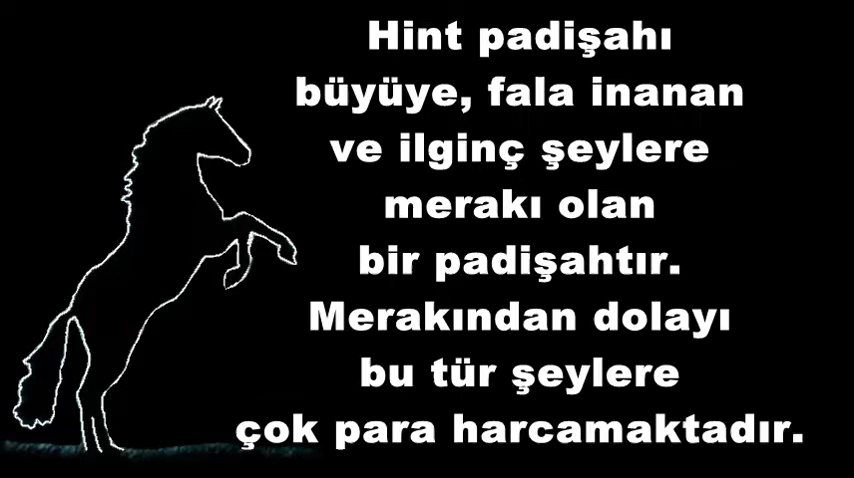 Hint padişahı
büyüye, fala inanan
ve ilginç şeylere
merakı olan
bir padişahtır.
Merakından dolayı
bu tür şeylere
çok para harcamaktadır.